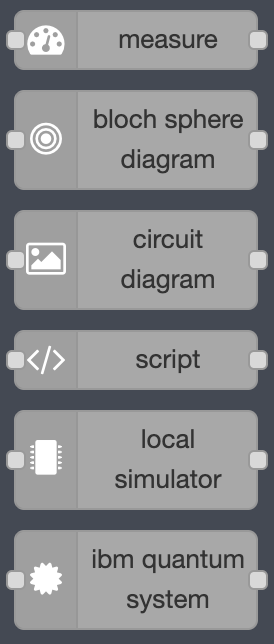 measure
bloch sphere
diagram
circuit
diagram
script
local
simulator
ibm quantum
system